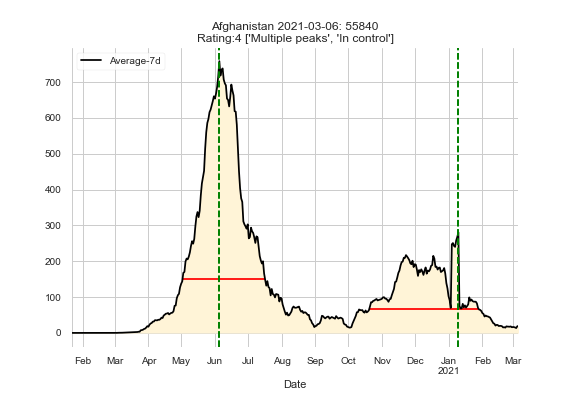 Afghanistan 2021-03-06: 55840
Rating:4 ['Multiple peaks', 'In control']
Average-7d
700
600
500
400
300
200
100
0
Feb Mar Apr May Jun Jul Aug Sep Oct Nov Dec Jan Feb Mar
2021
Date